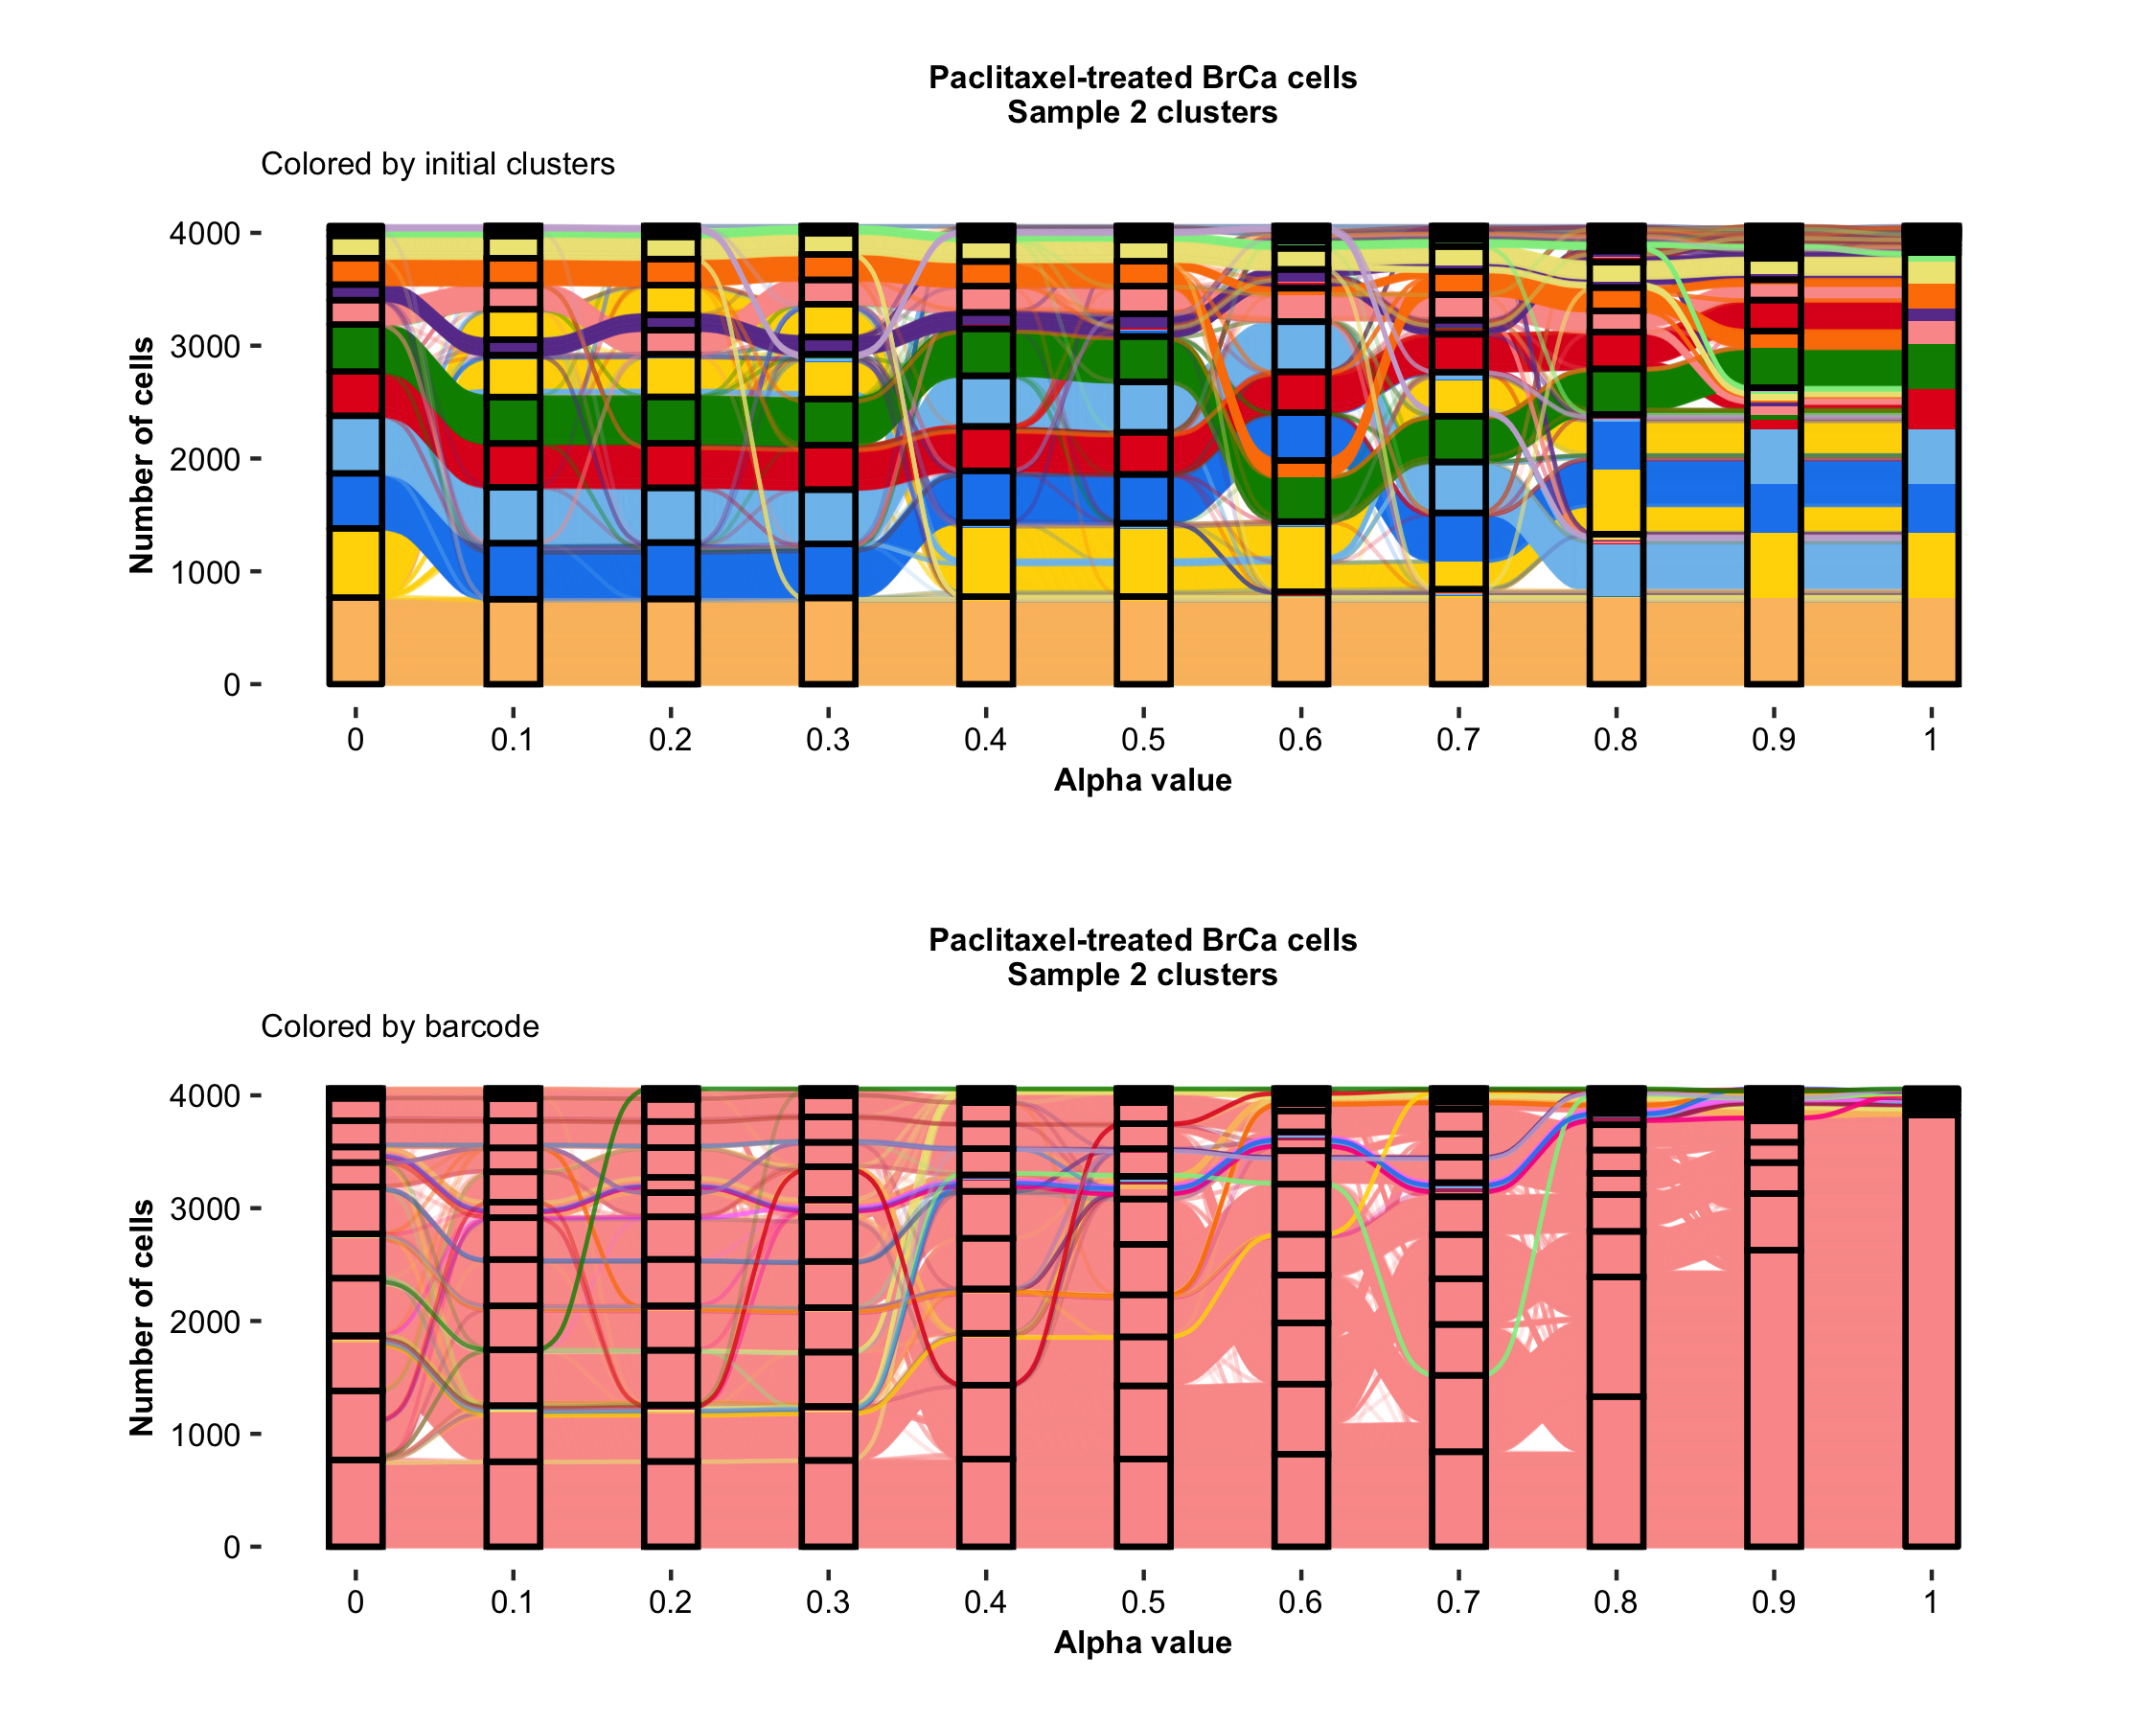 Paclitaxel-treated BrCa cells
Sample 2 clusters
Colored by initial clusters
4000
3000
2000
1000
0
Number of cells
0 0.1 0.2 0.3 0.4 0.5 0.6 0.7 0.8 0.9 1
Alpha value
Paclitaxel-treated BrCa cells
Sample 2 clusters
Colored by barcode
4000
3000
2000
1000
0
Number of cells
0 0.1 0.2 0.3 0.4 0.5 0.6 0.7 0.8 0.9 1
Alpha value